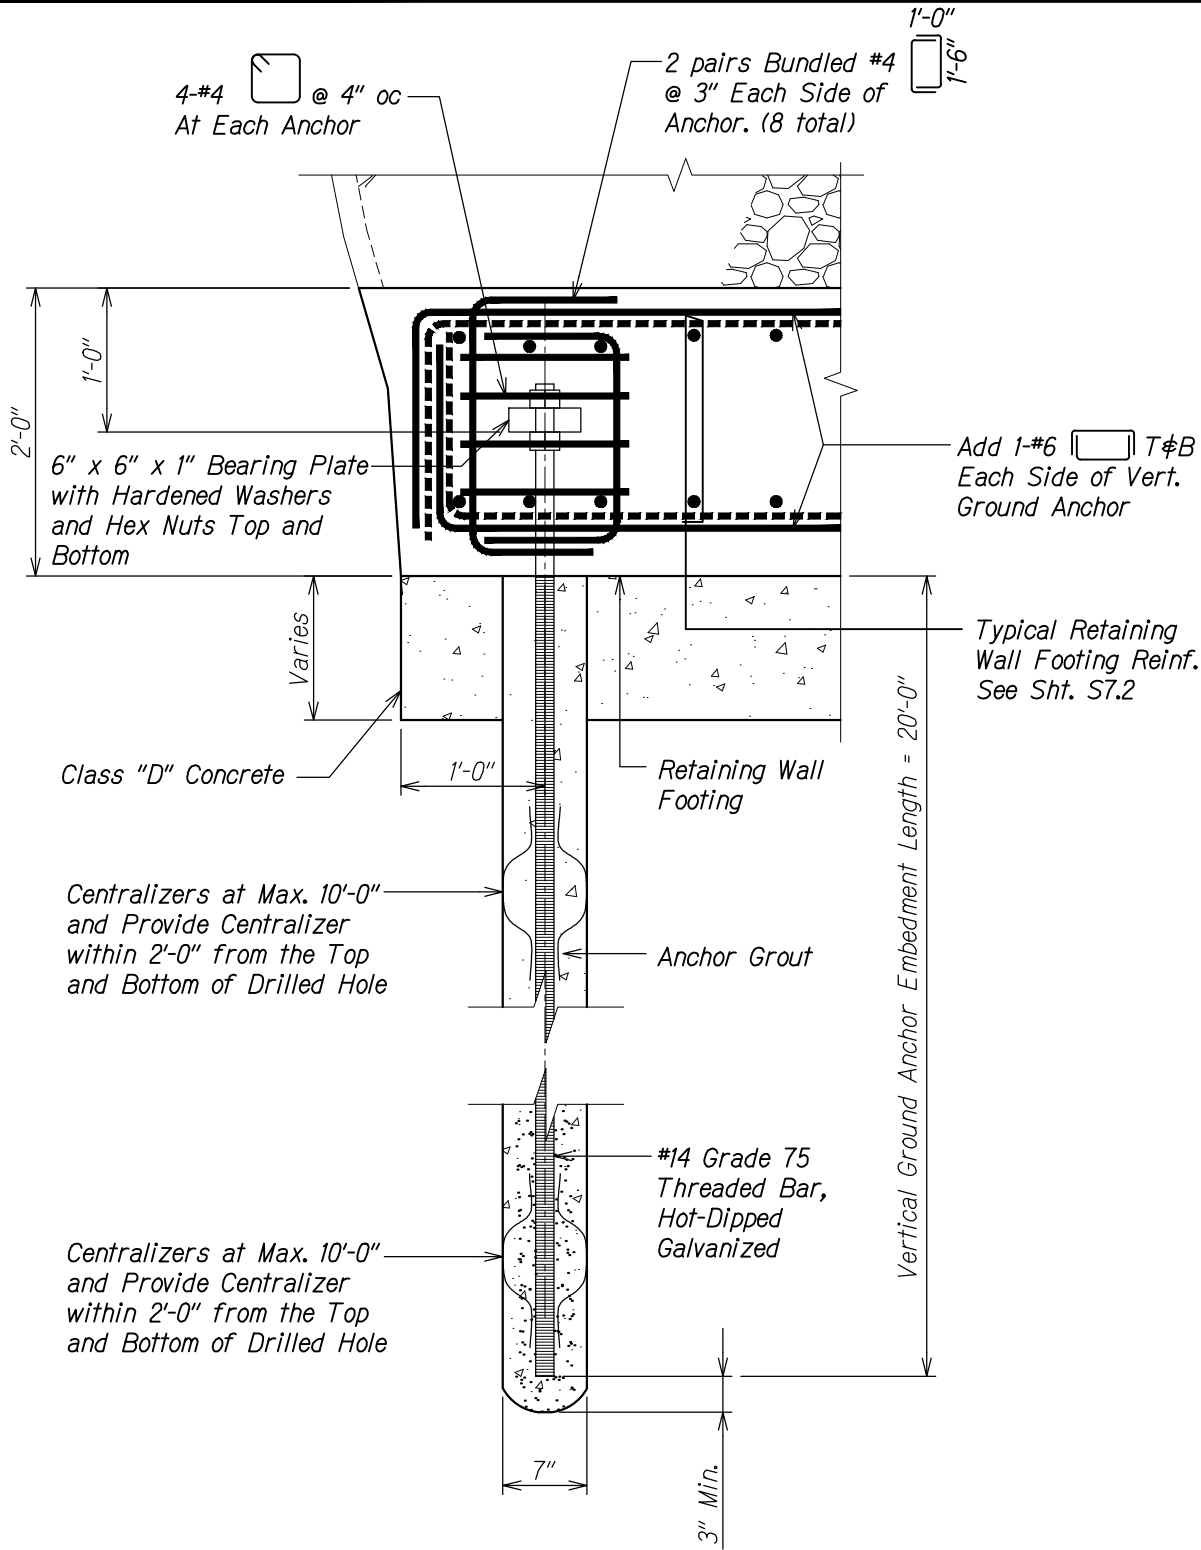 1'-0"
1'-6"
4-#4 @ 4" oc
At Each Anchor
2 pairs Bundled #4
@ 3" Each Side of
Anchor. (8 total)
2'-0"
1'-0"
6" x 6" x 1" Bearing Plate
with Hardened Washers
and Hex Nuts Top and
Bottom
Add 1-#6 T&B
Each Side of Vert.
Ground Anchor
Varies
Typical Retaining
Wall Footing Reinf.
See Sht. S7.2
Class "D" Concrete
1'-0"
Retaining Wall
Footing
Vertical Ground Anchor Embedment Length = 20'-0"
Centralizers at Max. 10'-0"
and Provide Centralizer
within 2'-0" from the Top
and Bottom of Drilled Hole
Anchor Grout
#14 Grade 75
Threaded Bar,
Hot-Dipped
Galvanized
Centralizers at Max. 10'-0"
and Provide Centralizer
within 2'-0" from the Top
and Bottom of Drilled Hole
7"
3" Min.